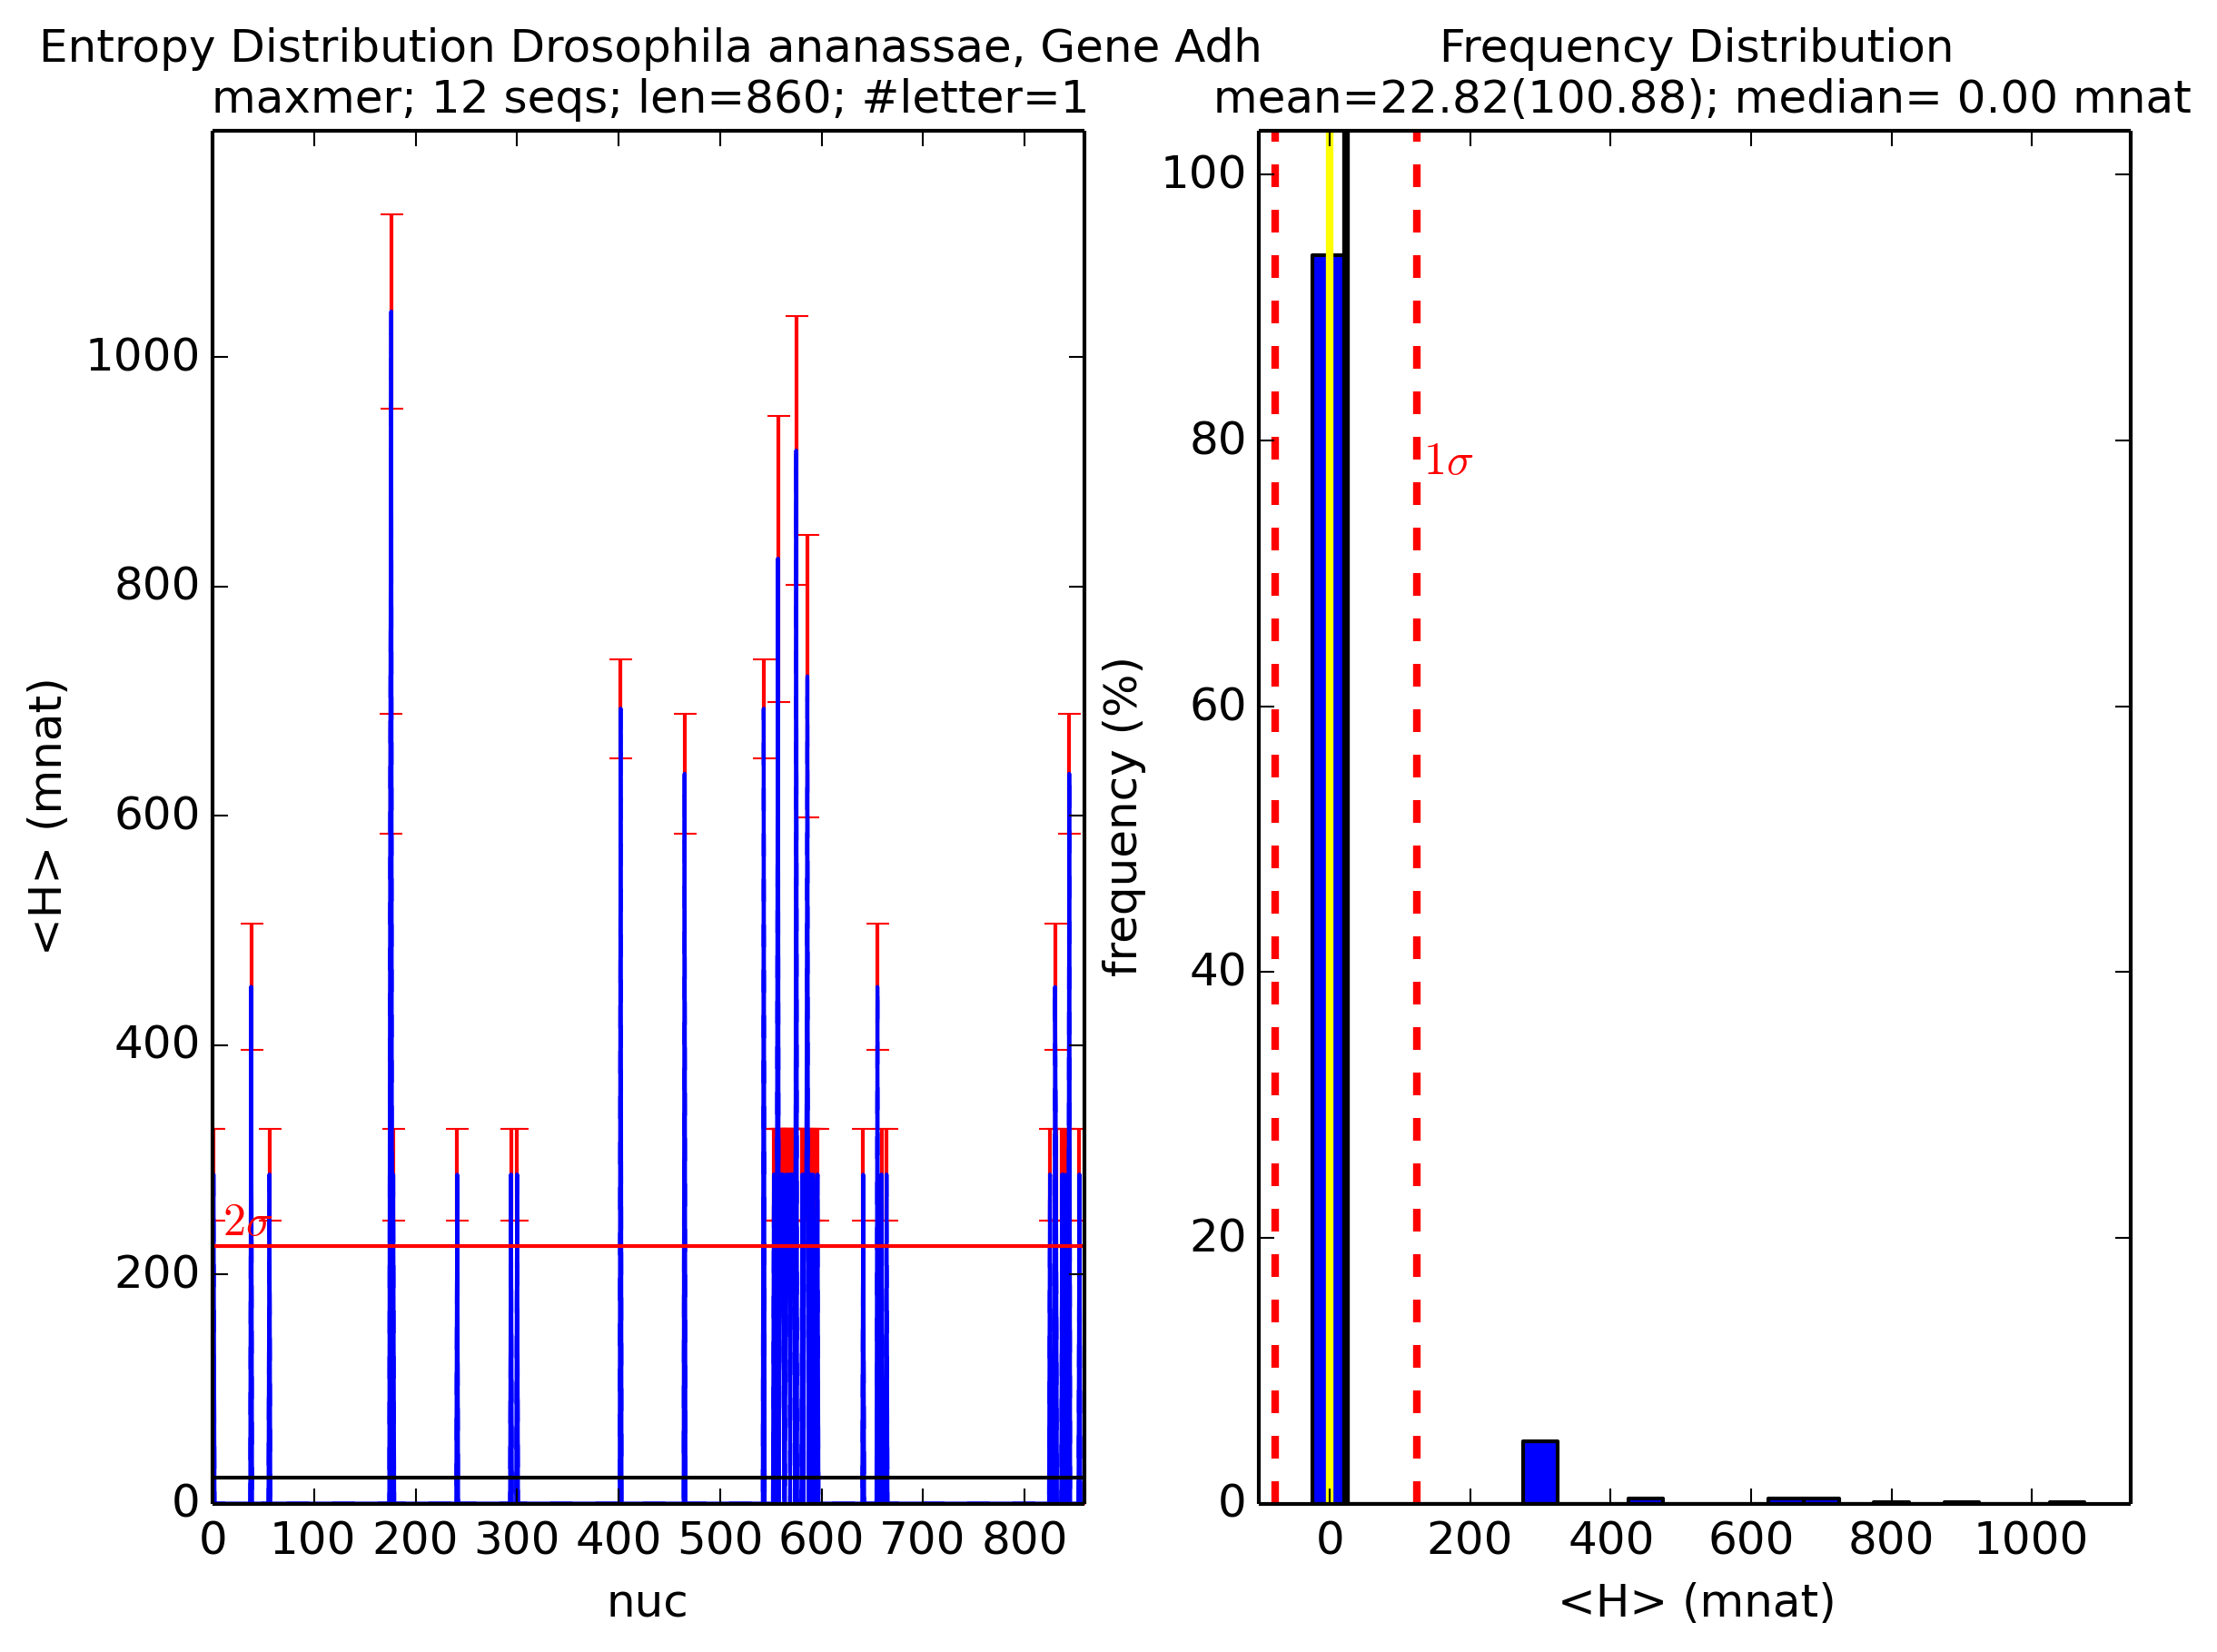 Entropy Distribution Drosophila ananassae, Gene Adh
maxmer; 12 seqs; len=860; #letter=1
<H> (mnat)
1000
800
600
400
200
0
2σ
0 100 200 300 400 500 600 700 800
nuc
Frequency Distribution
mean=22.82(100.88); median= 0.00 mnat
frequency (%)
100
80
60
40
20
0
1σ
0 200 400 600 800 1000
<H> (mnat)